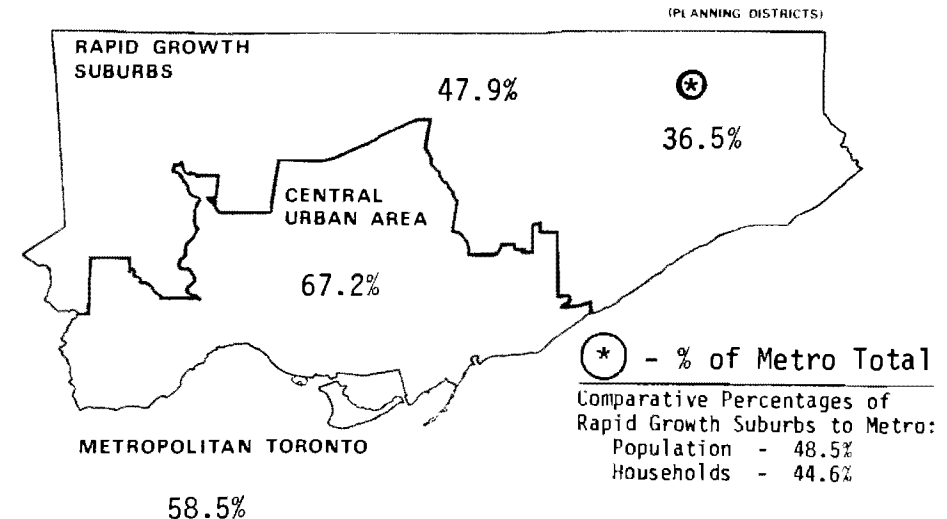 (PLANNING DISTRICTS)
RAPID GROWTH
SUBURBS
47.9%
*
36.5%
CENTRAL
URBAN AREA
67.2%
* - % of Metro Total
Comparative Percentages of
Rapid Growth Suburbs to Metro:
Population - 48.5%
Households - 44.6%
METROPOLITAN TORONTO
58.5%